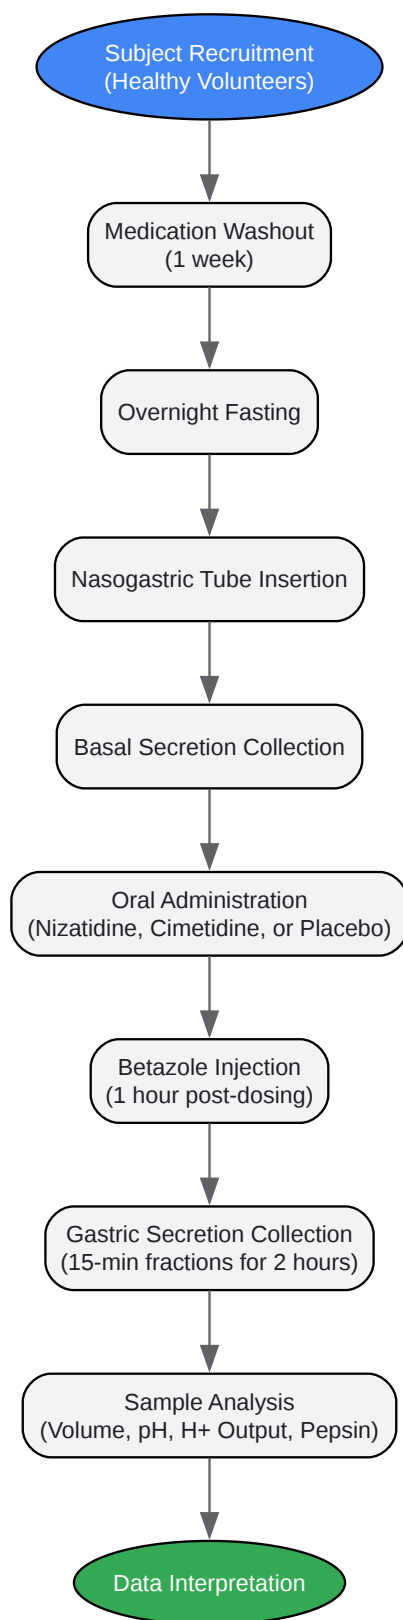 Subject Recruitment
(Healthy Volunteers)
Medication Washout
(1 week)
Overnight Fasting
Nasogastric Tube Insertion
Basal Secretion Collection
Oral Administration
(Nizatidine, Cimetidine, or Placebo)
Betazole Injection
(1 hour post-dosing)
Gastric Secretion Collection
(15-min fractions for 2 hours)
Sample Analysis
(Volume, pH, H+ Output, Pepsin)
Data Interpretation